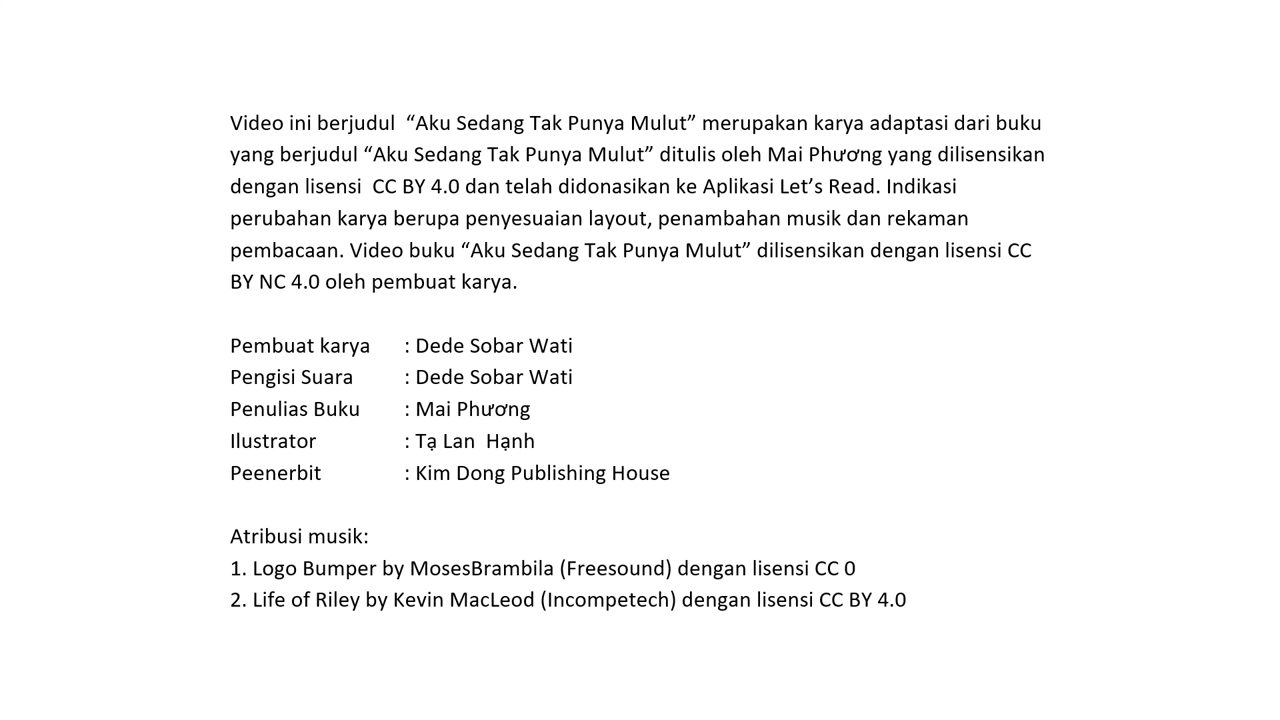 Video ini berjudul  “Aku Sedang Tak Punya Mulut” merupakan karya adaptasi dari buku
yang berjudul “Aku Sedang Tak Punya Mulut” ditulis oleh Mai Phương yang dilisensikan
dengan lisensi  CC BY 4.0 dan telah didonasikan ke Aplikasi Let’s Read. Indikasi
perubahan karya berupa penyesuaian layout, penambahan musik dan rekaman
pembacaan. Video buku “Aku Sedang Tak Punya Mulut” dilisensikan dengan lisensi CC
BY NC 4.0 oleh pembuat karya.
Pembuat karya : Dede Sobar Wati
Pengisi Suara : Dede Sobar Wati
Penulias Buku : Mai Phương
Ilustrator : Tạ Lan  Hạnh
Peenerbit : Kim Dong Publishing House
Atribusi musik:
1. Logo Bumper by MosesBrambila (Freesound) dengan lisensi CC 0
2. Life of Riley by Kevin MacLeod (Incompetech) dengan lisensi CC BY 4.0